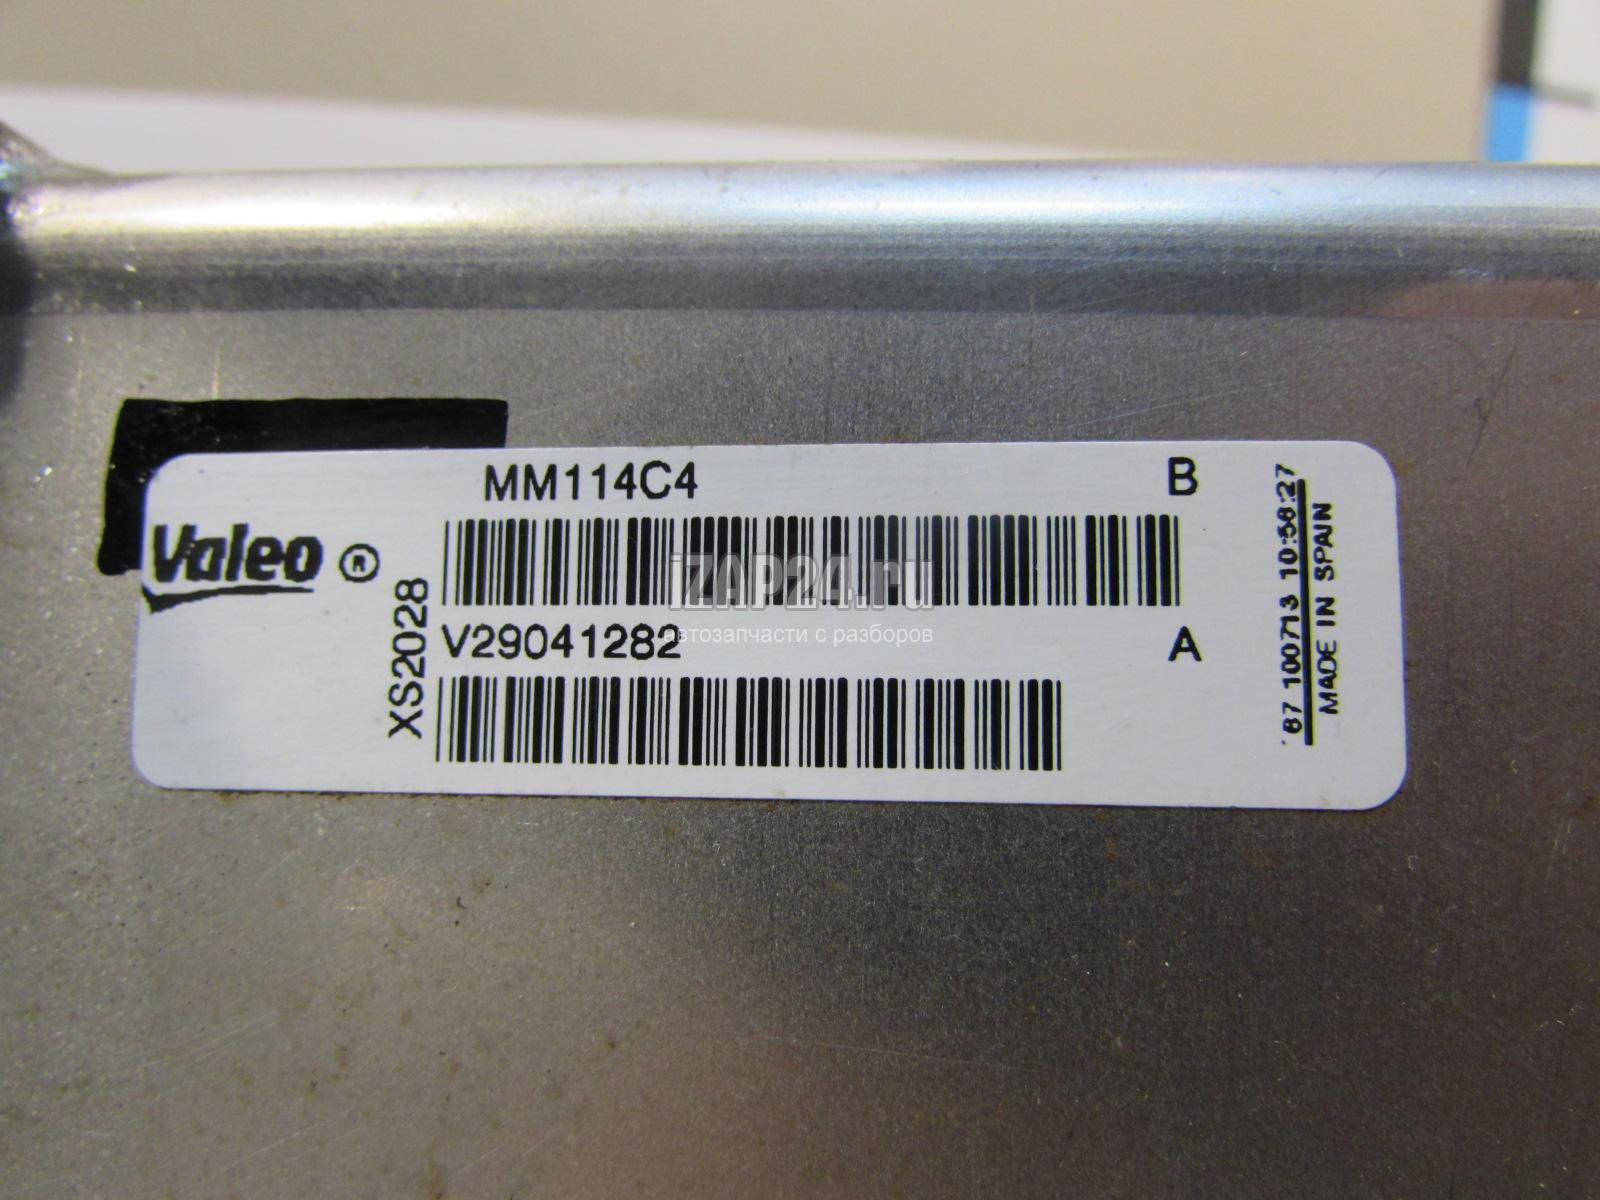 MM114C4 B
Valeo ®
XS2028
iZAP24.ru
автозапчасти с разборов
V29041282 A
87 100713 10:58:27
MADE IN SPAIN